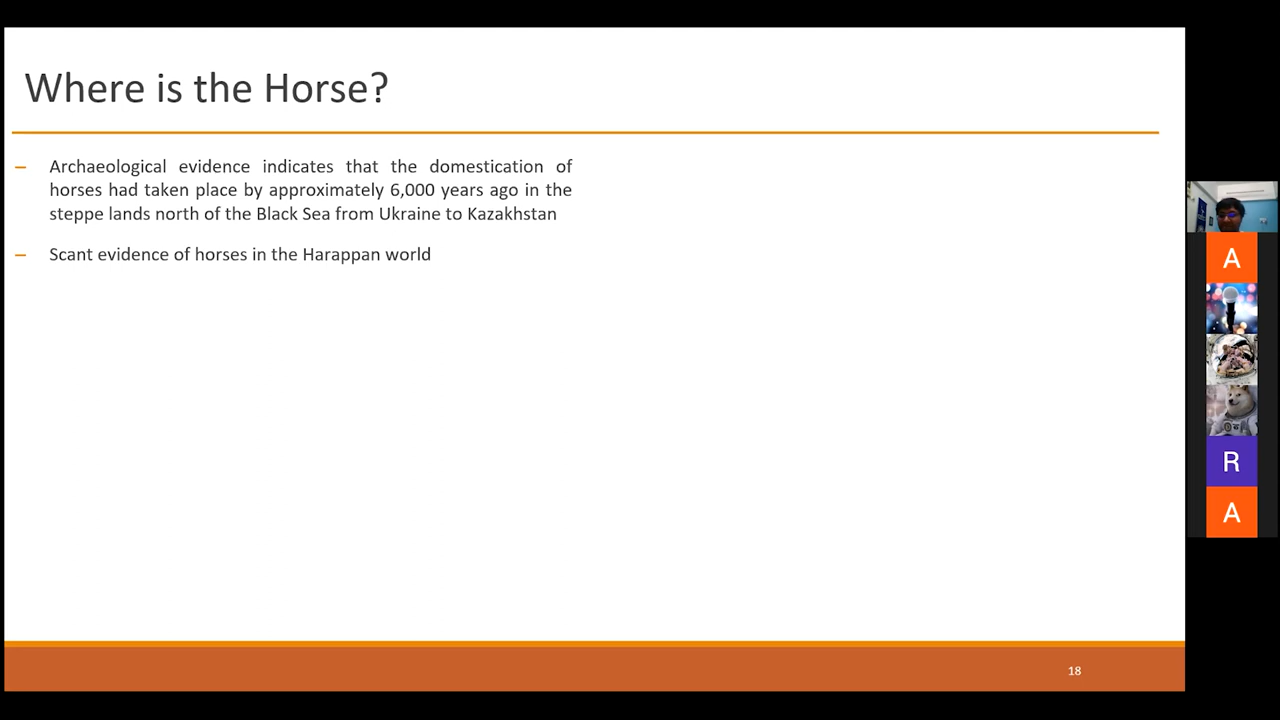 Where is the Horse?
– Archaeological evidence indicates that the domestication of
horses had taken place by approximately 6,000 years ago in the
steppe lands north of the Black Sea from Ukraine to Kazakhstan
– Scant evidence of horses in the Harappan world
A
R
A
18